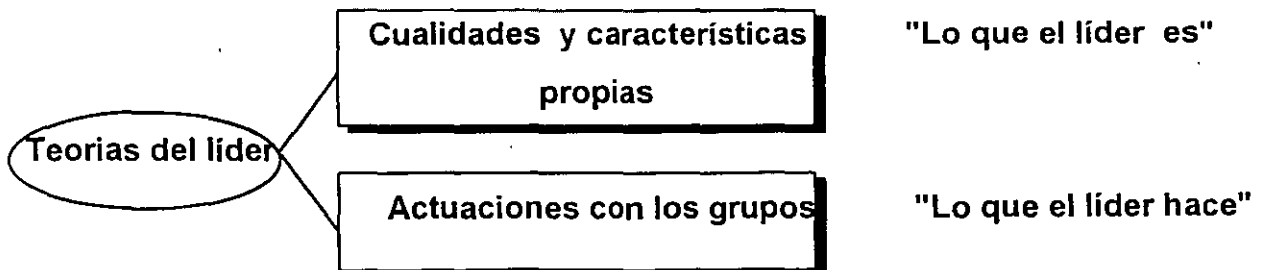 Cualidades y características "Lo que el líder es"
propias
Teorias del líder
Actuaciones con los grupos "Lo que el líder hace"